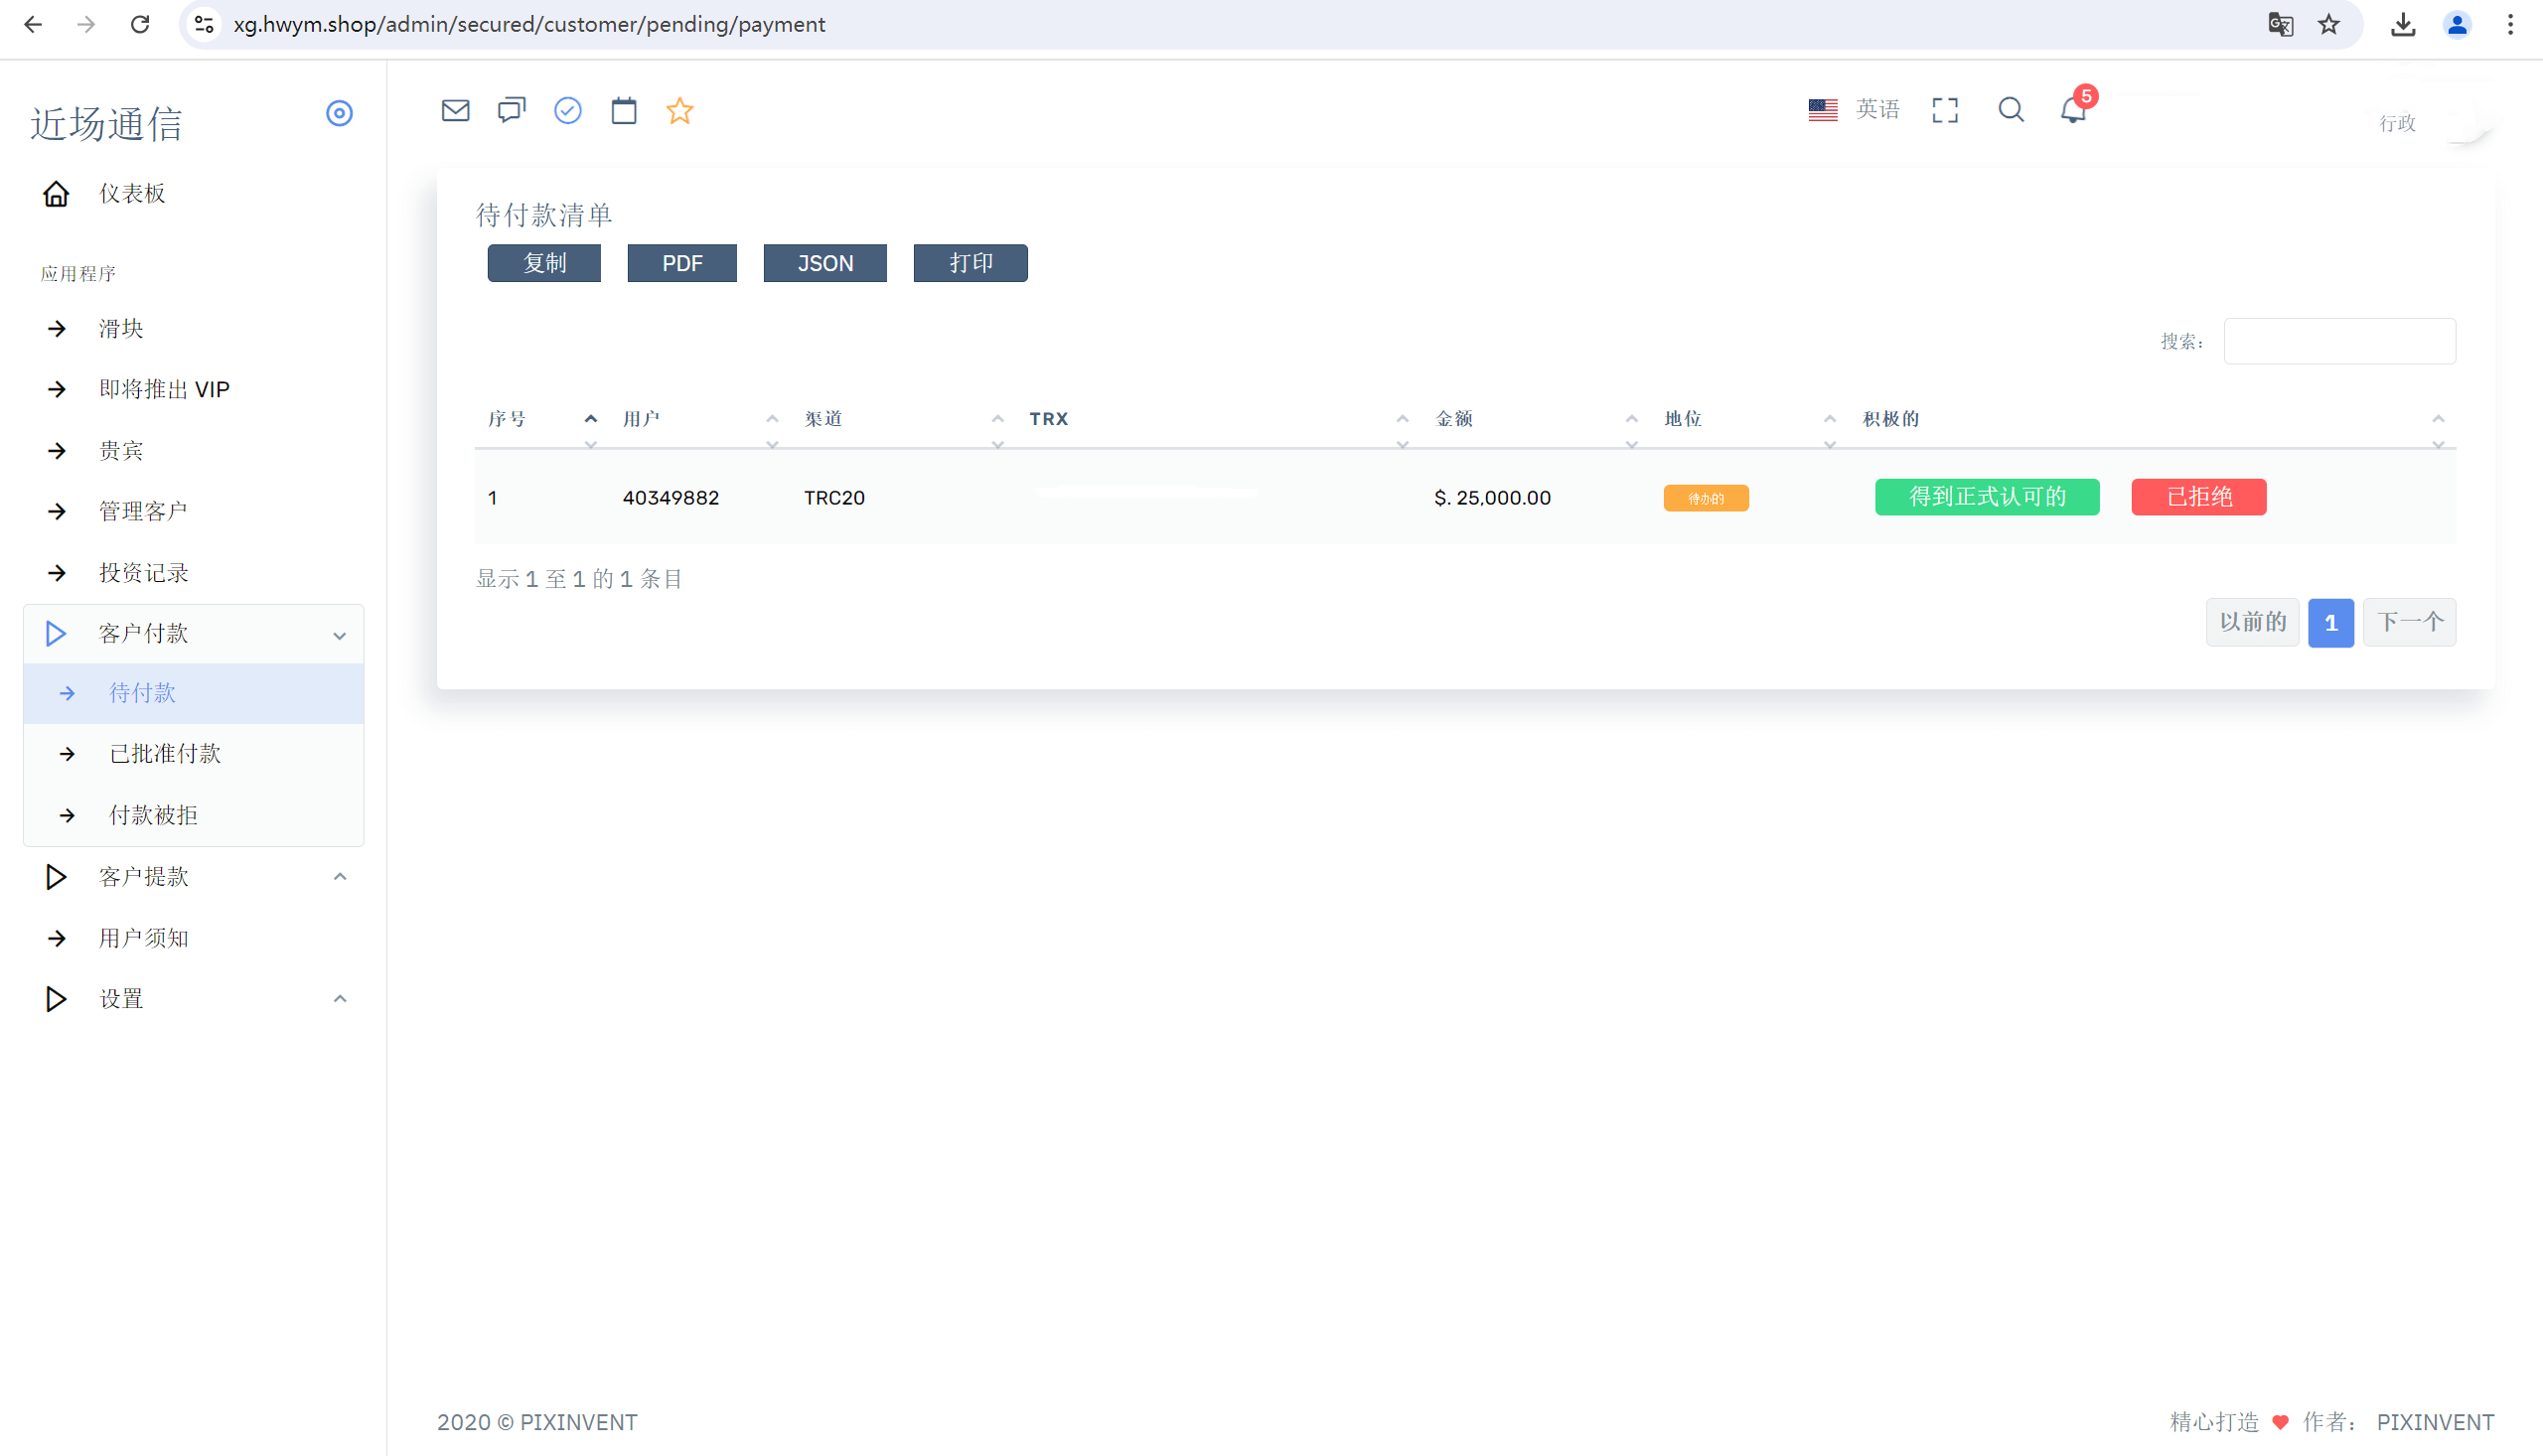 xg.hwym.shop/admin/secured/customer/pending/payment
近场通信
仪表板
应用程序
滑块
即将推出 VIP
贵宾
管理客户
投资记录
客户付款
待付款
已批准付款
付款被拒
客户提款
用户须知
设置
英语
5
行政
待付款清单
复制 PDF JSON 打印
搜索：
序号 用户 渠道 TRX 金额 地位 积极的
1 40349882 TRC20 $. 25,000.00 待办的 得到正式认可的 已拒绝
显示 1 至 1 的 1 条目
以前的 1 下一个
2020 © PIXINVENT
精心打造 作者： PIXINVENT